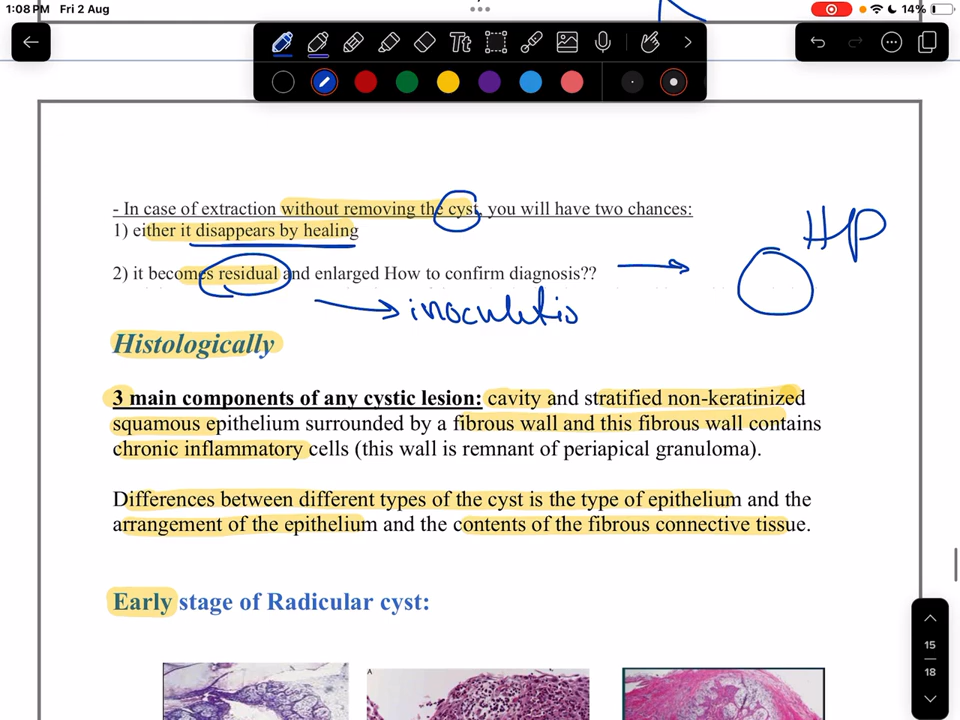 1:08 PM Fri 2 Aug
14%
Tt
- In case of extraction without removing the cyst, you will have two chances:
1) either it disappears by healing
HP
2) it becomes residual and enlarged How to confirm diagnosis??
Histologically
3 main components of any cystic lesion: cavity and stratified non-keratinized
squamous epithelium surrounded by a fibrous wall and this fibrous wall contains
chronic inflammatory cells (this wall is remnant of periapical granuloma).
Differences between different types of the cyst is the type of epithelium and the
arrangement of the epithelium and the contents of the fibrous connective tissue.
Early stage of Radicular cyst:
A
15
18